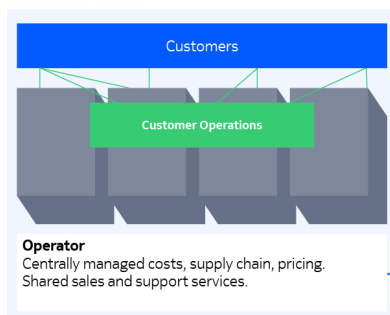 Customers
Customer Operations
Operator
Centrally managed costs, supply chain, pricing.
Shared sales and support services.